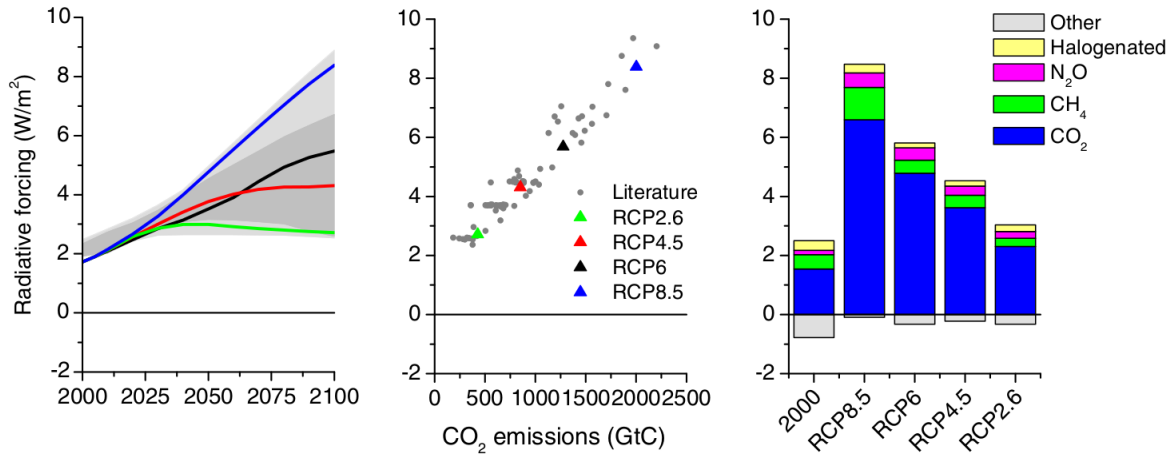 Radiative forcing (W/m²)
10
8
6
4
2
0
-2
2000 2025 2050 2075 2100
10
8
6
4
2
0
-2
0 500 1000 1500 2000 2500
CO₂ emissions (GtC)
Literature
RCP2.6
RCP4.5
RCP6
RCP8.5
10
8
6
4
2
0
-2
2000 RCP8.5 RCP6 RCP4.5 RCP2.6
Other
Halogenated
N₂O
CH₄
CO₂